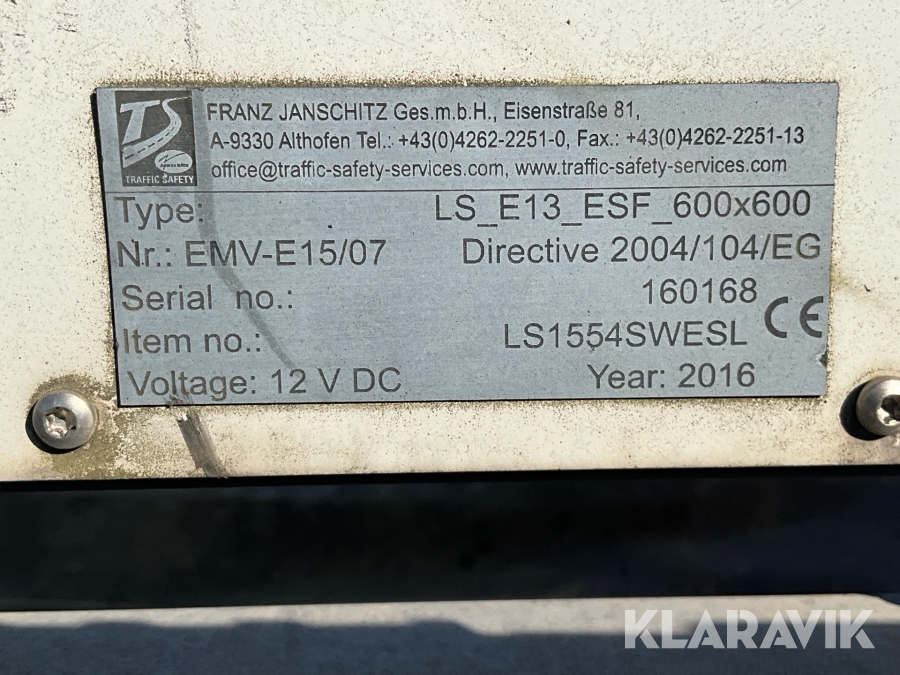 TS
TRAFFIC SAFETY
FRANZ JANSCHITZ Ges.m.b.H., Eisenstraße 81,
A-9330 Althofen Tel.: +43(0)4262-2251-0, Fax.: +43(0)4262-2251-13
office@traffic-safety-services.com, www.traffic-safety-services.com
Type: LS_E13_ESF_600x600
Nr.: EMV-E15/07 Directive 2004/104/EG
Serial no.: 160168
Item no.: LS1554SWESL CE
Voltage: 12 V DC Year: 2016
KLARAVIK